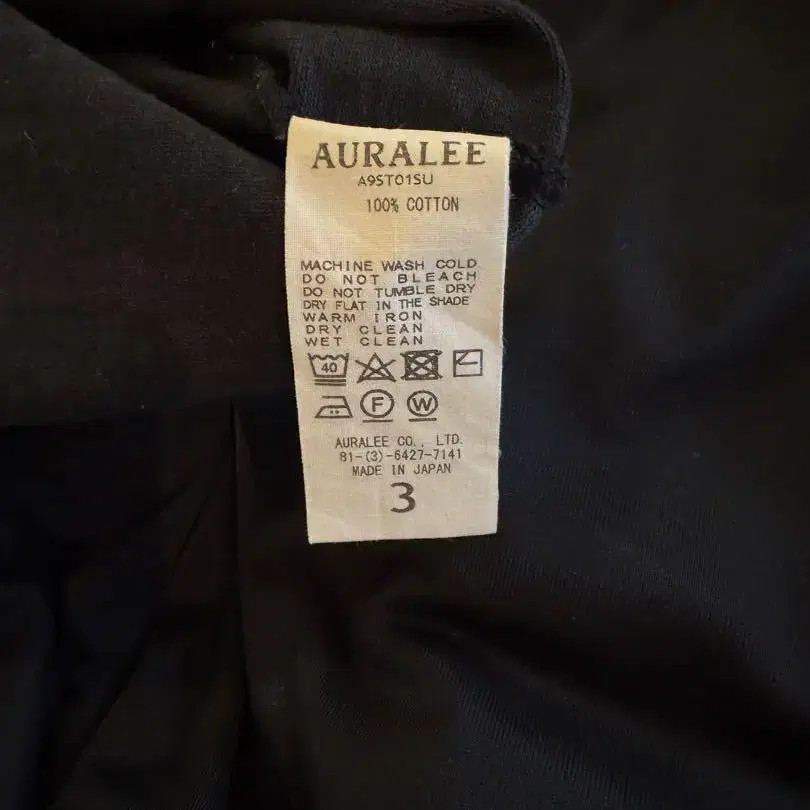 AURALEE
A9ST01SU
100% COTTON
MACHINE WASH COLD
DO NOT BLEACH
DO NOT TUMBLE DRY
DRY FLAT IN THE SHADE
WARM IRON
DRY CLEAN
WET CLEAN
40
F W
AURALEE CO., LTD.
81-(3)-6427-7141
MADE IN JAPAN
3